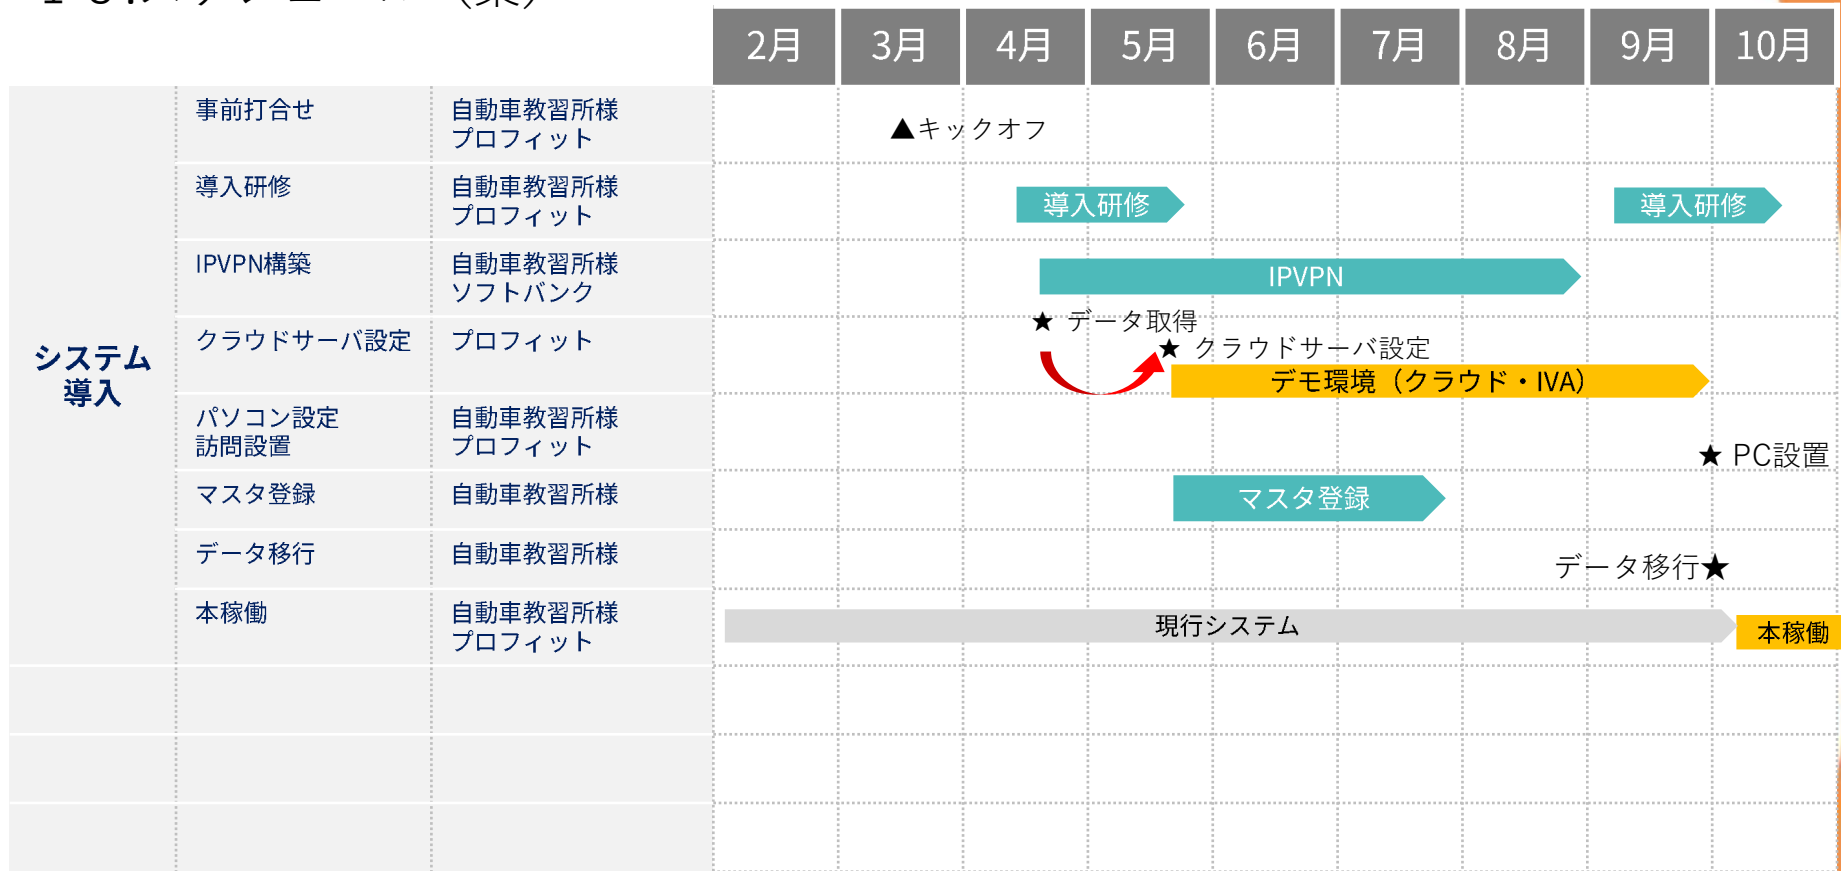 (案)
2月 3月 4月 5月 6月 7月 8月 9月 10月
システム
導入
事前打合せ
自動車教習所様
プロフィット
▲キックオフ
導入研修
自動車教習所様
プロフィット
導入研修
導入研修
IPVPN構築
自動車教習所様
ソフトバンク
IPVPN
クラウドサーバ設定
プロフィット
★ データ取得
★ クラウドサーバ設定
デモ環境（クラウド・IVA）
パソコン設定
訪問設置
自動車教習所様
プロフィット
★ PC設置
マスタ登録
自動車教習所様
マスタ登録
データ移行
自動車教習所様
データ移行★
本稼働
自動車教習所様
プロフィット
現行システム
本稼働